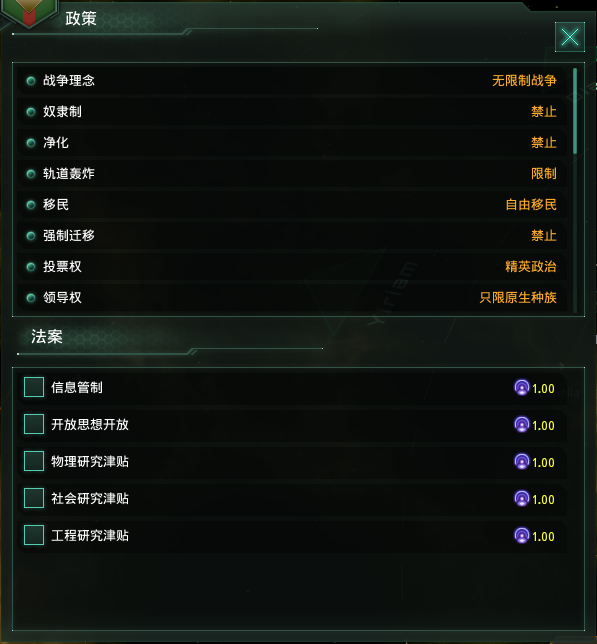 政策
战争理念 无限制战争
奴隶制 禁止
净化 禁止
轨道轰炸 限制
移民 自由移民
强制迁移 禁止
投票权 精英政治
领导权 只限原生种族
Yiriam
法案
信息管制 1.00
开放思想开放 1.00
物理研究津贴 1.00
社会研究津贴 1.00
工程研究津贴 1.00